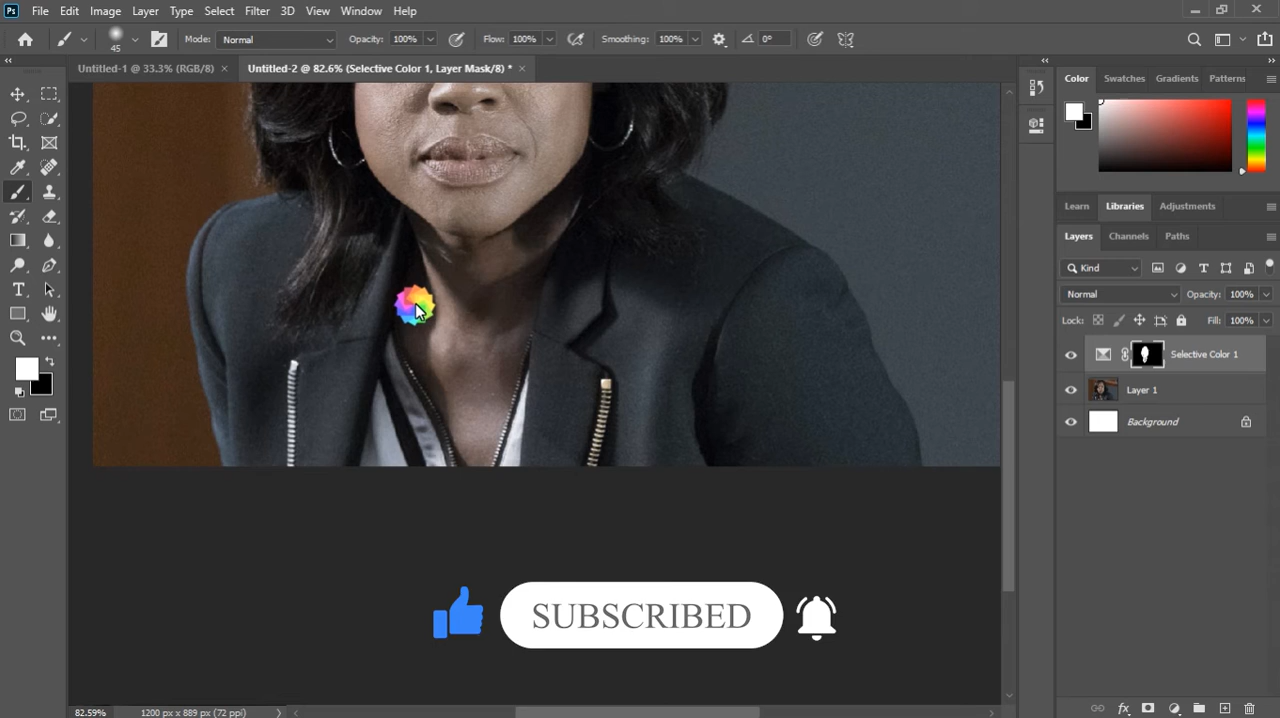 Ps File Edit Image Layer Type Select Filter 3D View Window Help
45 Mode: Normal Opacity: 100% Flow: 100% Smoothing: 100% 0°
Untitled-1 @ 33.3% (RGB/8) × Untitled-2 @ 82.6% (Selective Color 1, Layer Mask/8) * ×
Color Swatches Gradients Patterns
Learn Libraries Adjustments
Layers Channels Paths
Kind
Normal Opacity: 100%
Lock: Fill: 100%
Selective Color 1
Layer 1
Background
SUBSCRIBED
82.59% 1200 px x 889 px (72 ppi)